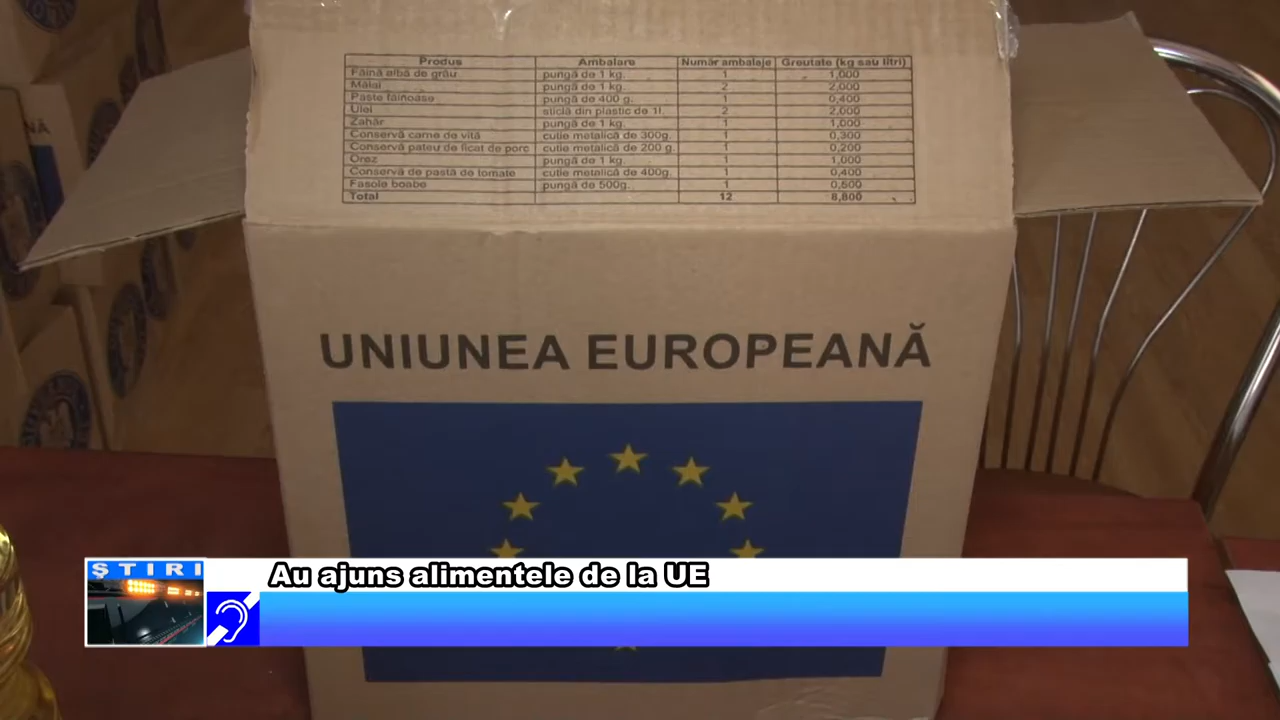 Produs Ambalare Număr ambalaje Greutate (kg sau litri)
Făină albă de grâu pungă de 1 kg. 1 1,000
Mălai pungă de 1 kg. 2 2,000
Paste făinoase pungă de 400 g. 1 0,400
Ulei sticlă din plastic de 1l. 2 2,000
Zahăr pungă de 1 kg. 1 1,000
Conservă carne de vită cutie metalică de 300g. 1 0,300
Conservă pateu de ficat de porc cutie metalică de 200 g. 1 0,200
Orez pungă de 1 kg. 1 1,000
Conservă de pastă de tomate cutie metalică de 400g. 1 0,400
Fasole boabe pungă de 500g. 1 0,500
Total 12 8,800
UNIUNEA EUROPEANĂ
ȘTIRI
Au ajuns alimentele de la UE